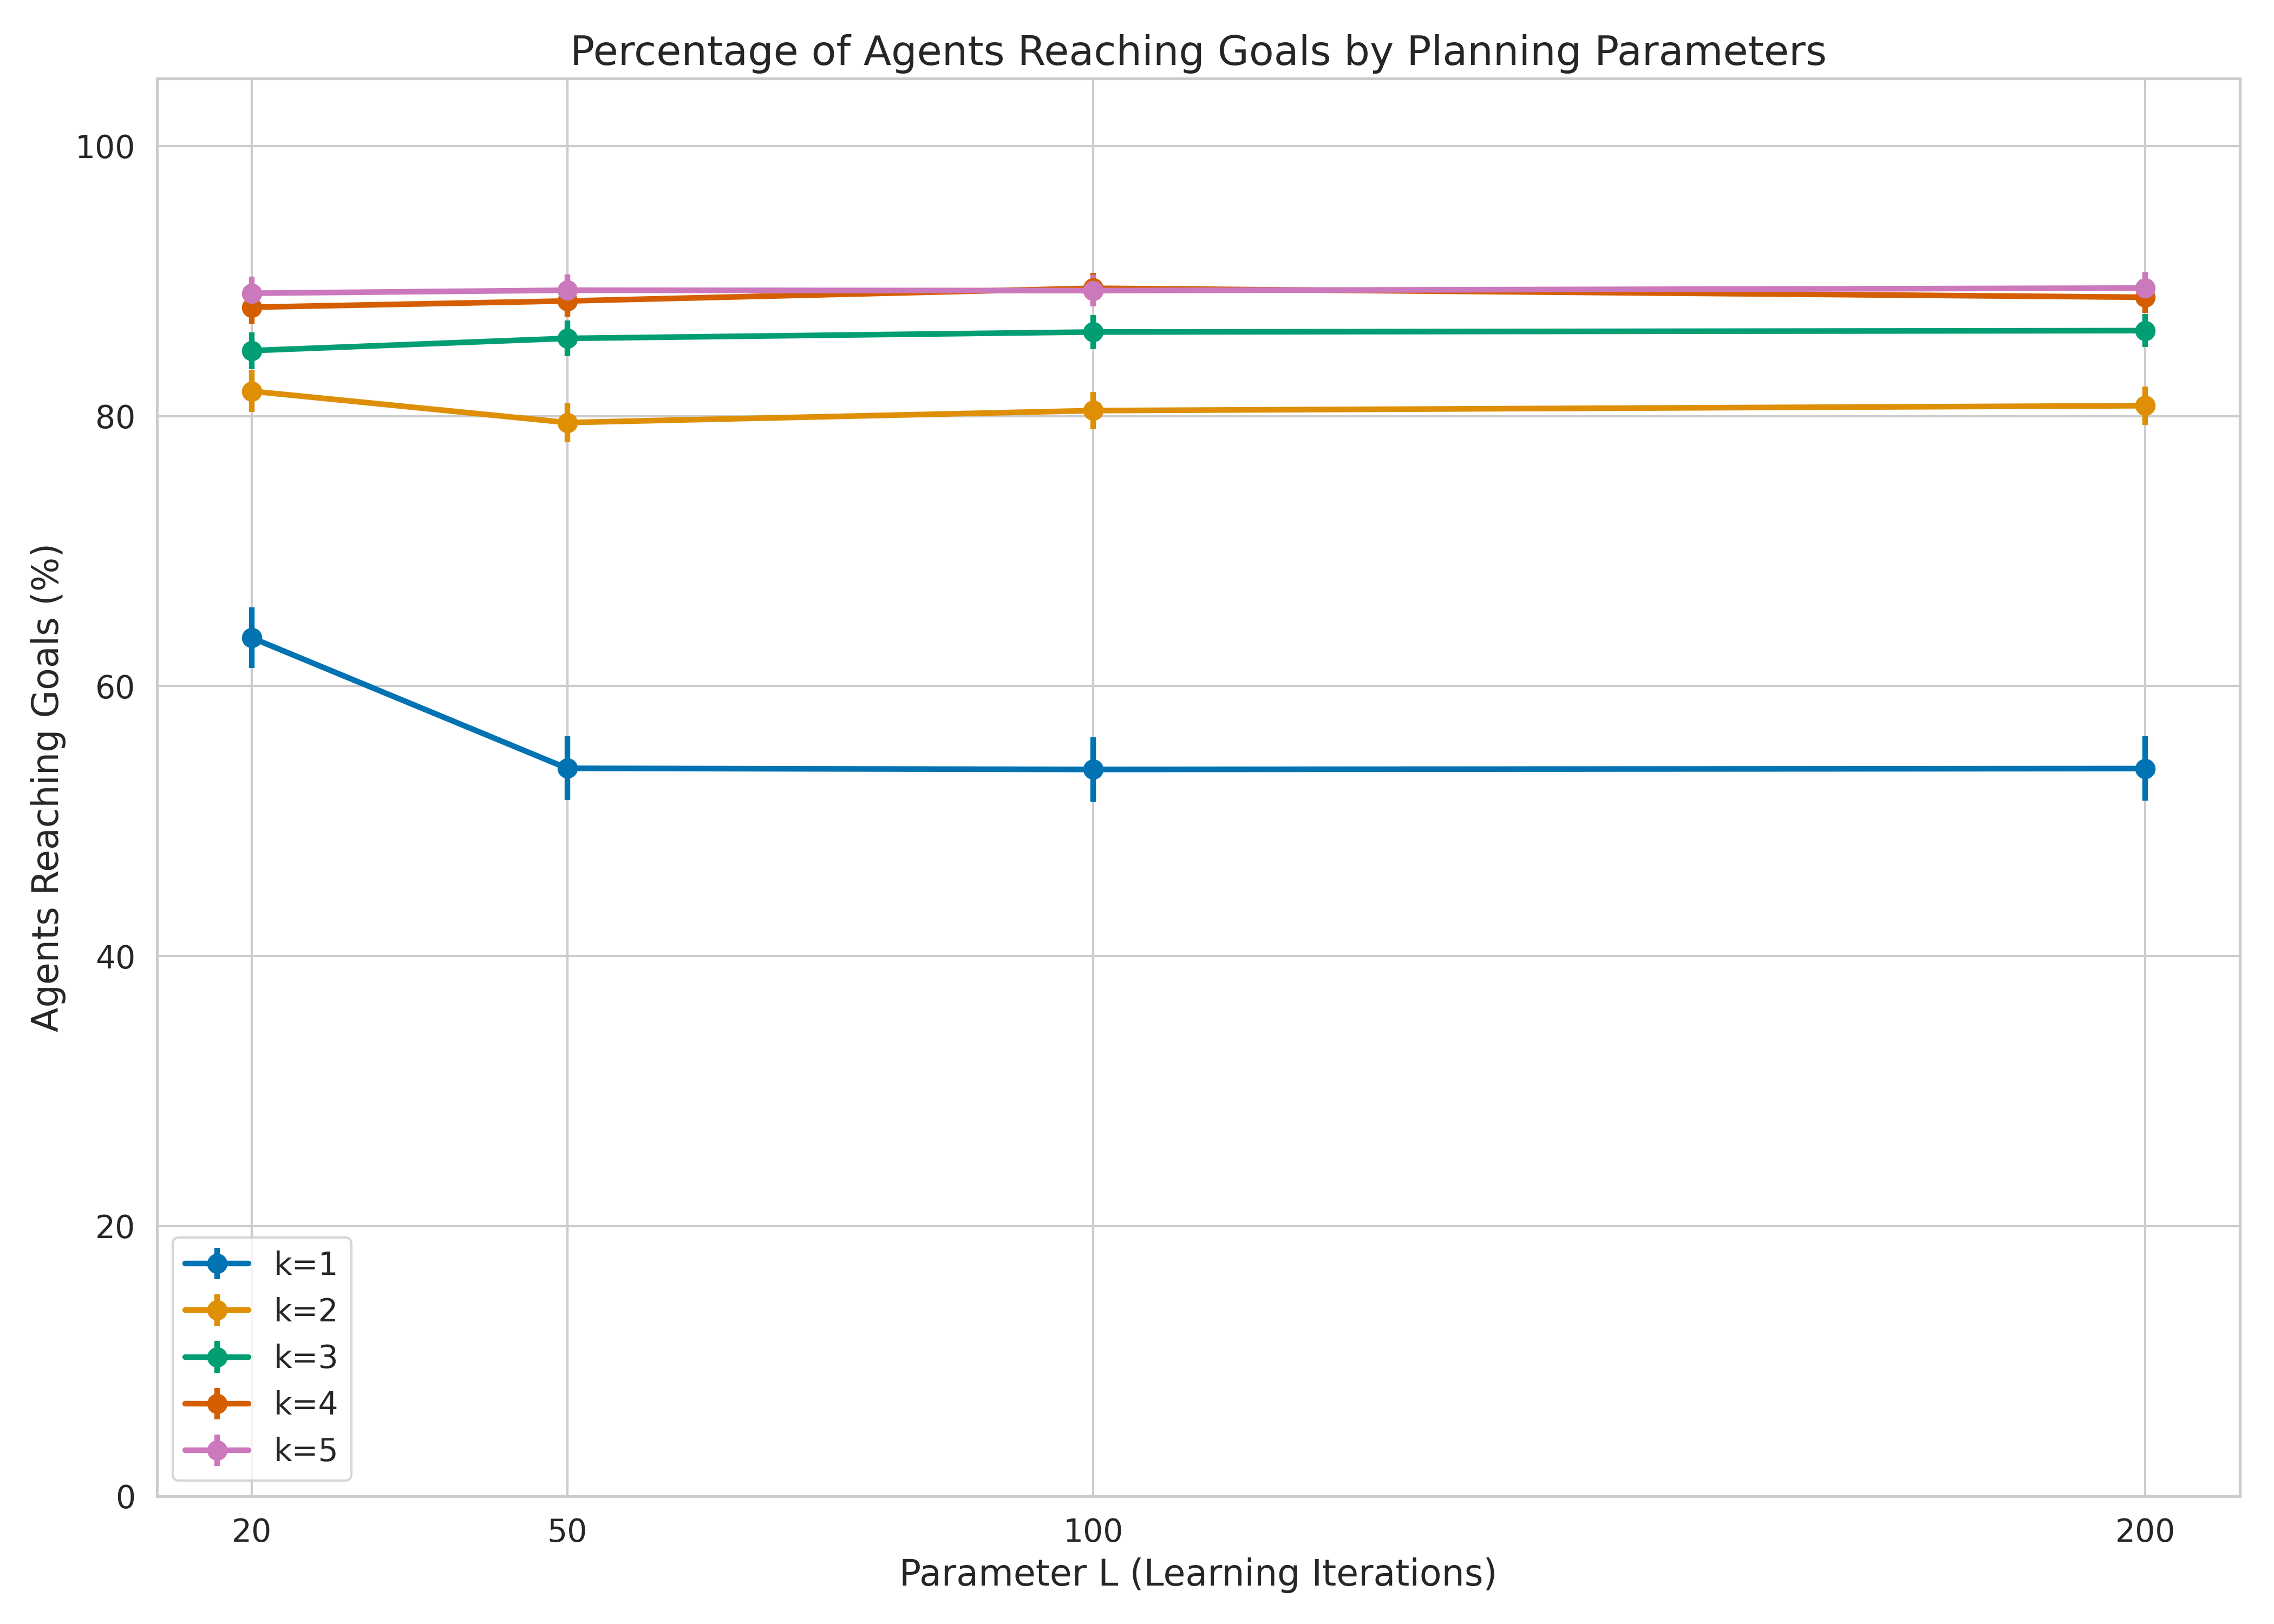 Percentage of Agents Reaching Goals by Planning Parameters
Agents Reaching Goals (%)
100
80
60
40
20
0
k=1
k=2
k=3
k=4
k=5
20 50 100 200
Parameter L (Learning Iterations)